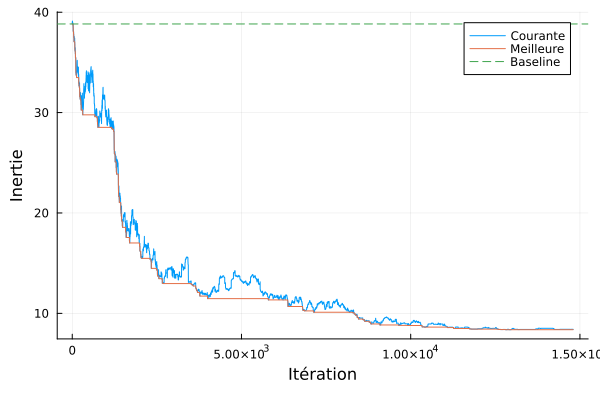 40
30
20
10
Inertie
Courante
Meilleure
Baseline
0
5.00×10³
1.00×10⁴
1.50×10
Itération